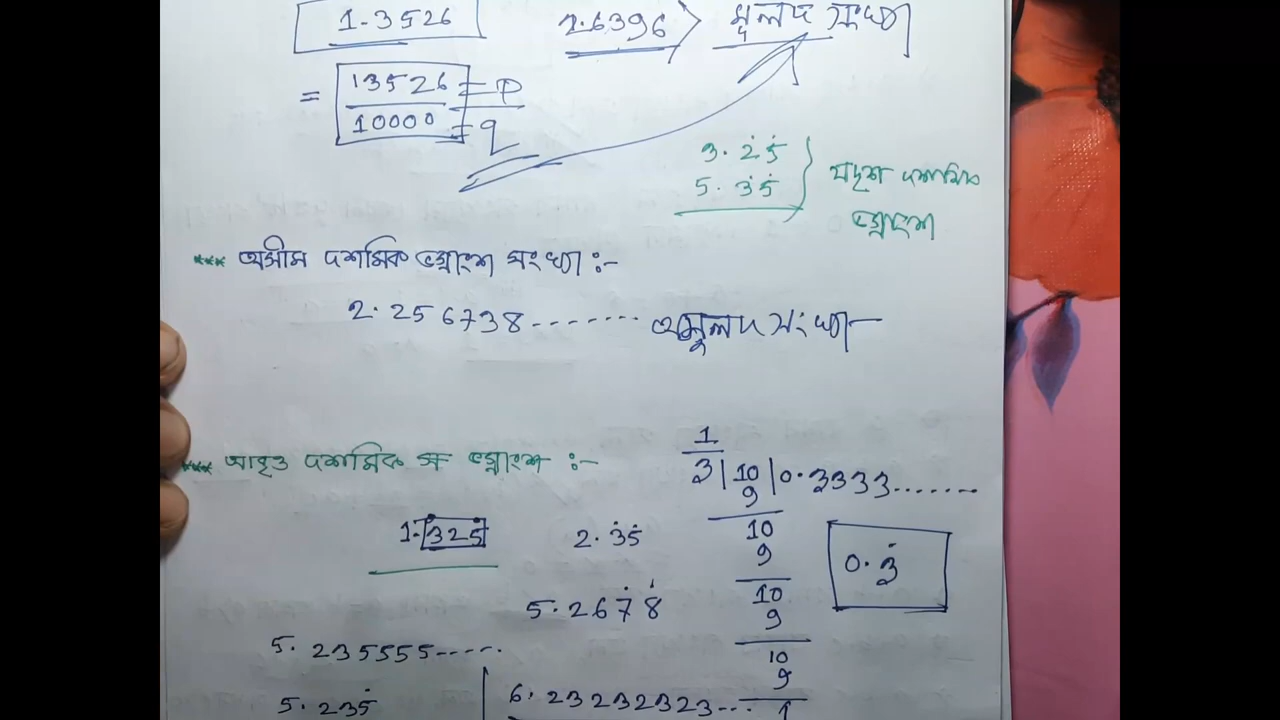 1.3526 2.6396 > মূলদ সংখ্যা
= 13526 = p
10000 = q
3.2̇5̇
5.3̇5̇
সদৃশ দশমিক
ভগ্নাংশ
*** অসীম দশমিক ভগ্নাংশ সংখ্যা :-
2.256738....... অমূলদ সংখ্যা
*** আবৃত দশমিক ভগ্নাংশ :-
1
3|10|0.3333.......
9
1.3̇25̇ 2.3̇5̇ 10
9
0.3̇
5.267̇8̇ 10
9
5.235555..... 10
9
5.235̇ 6.23232323... 1